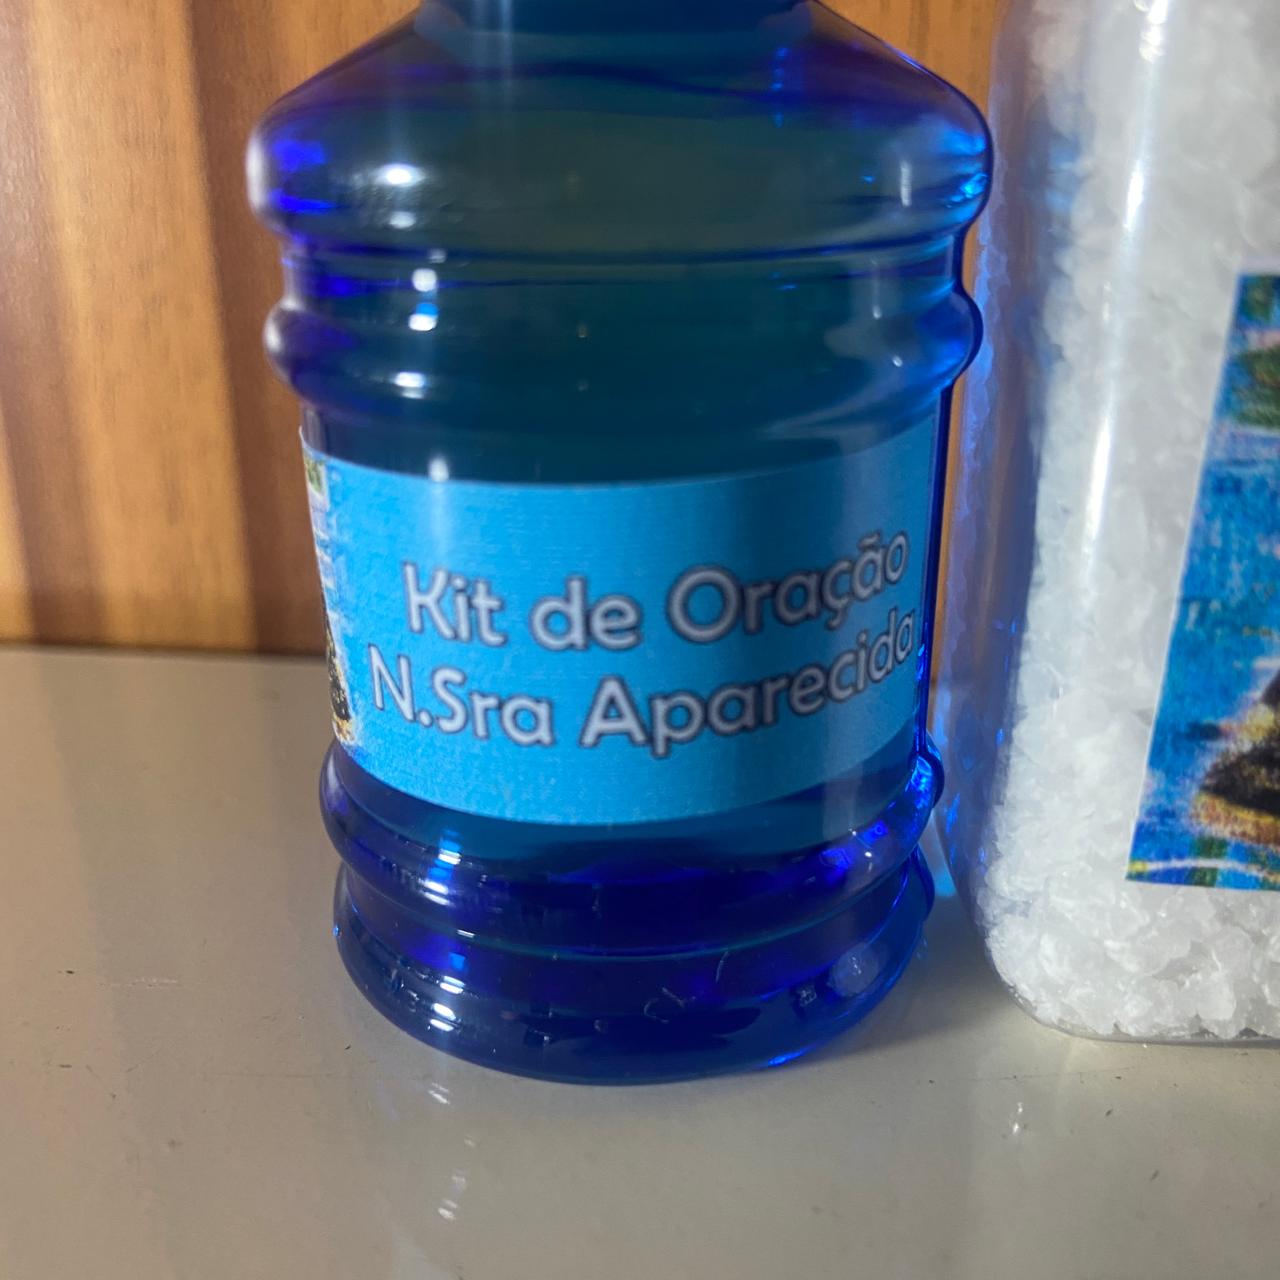 Kit de Oração
N.Sra Aparecida